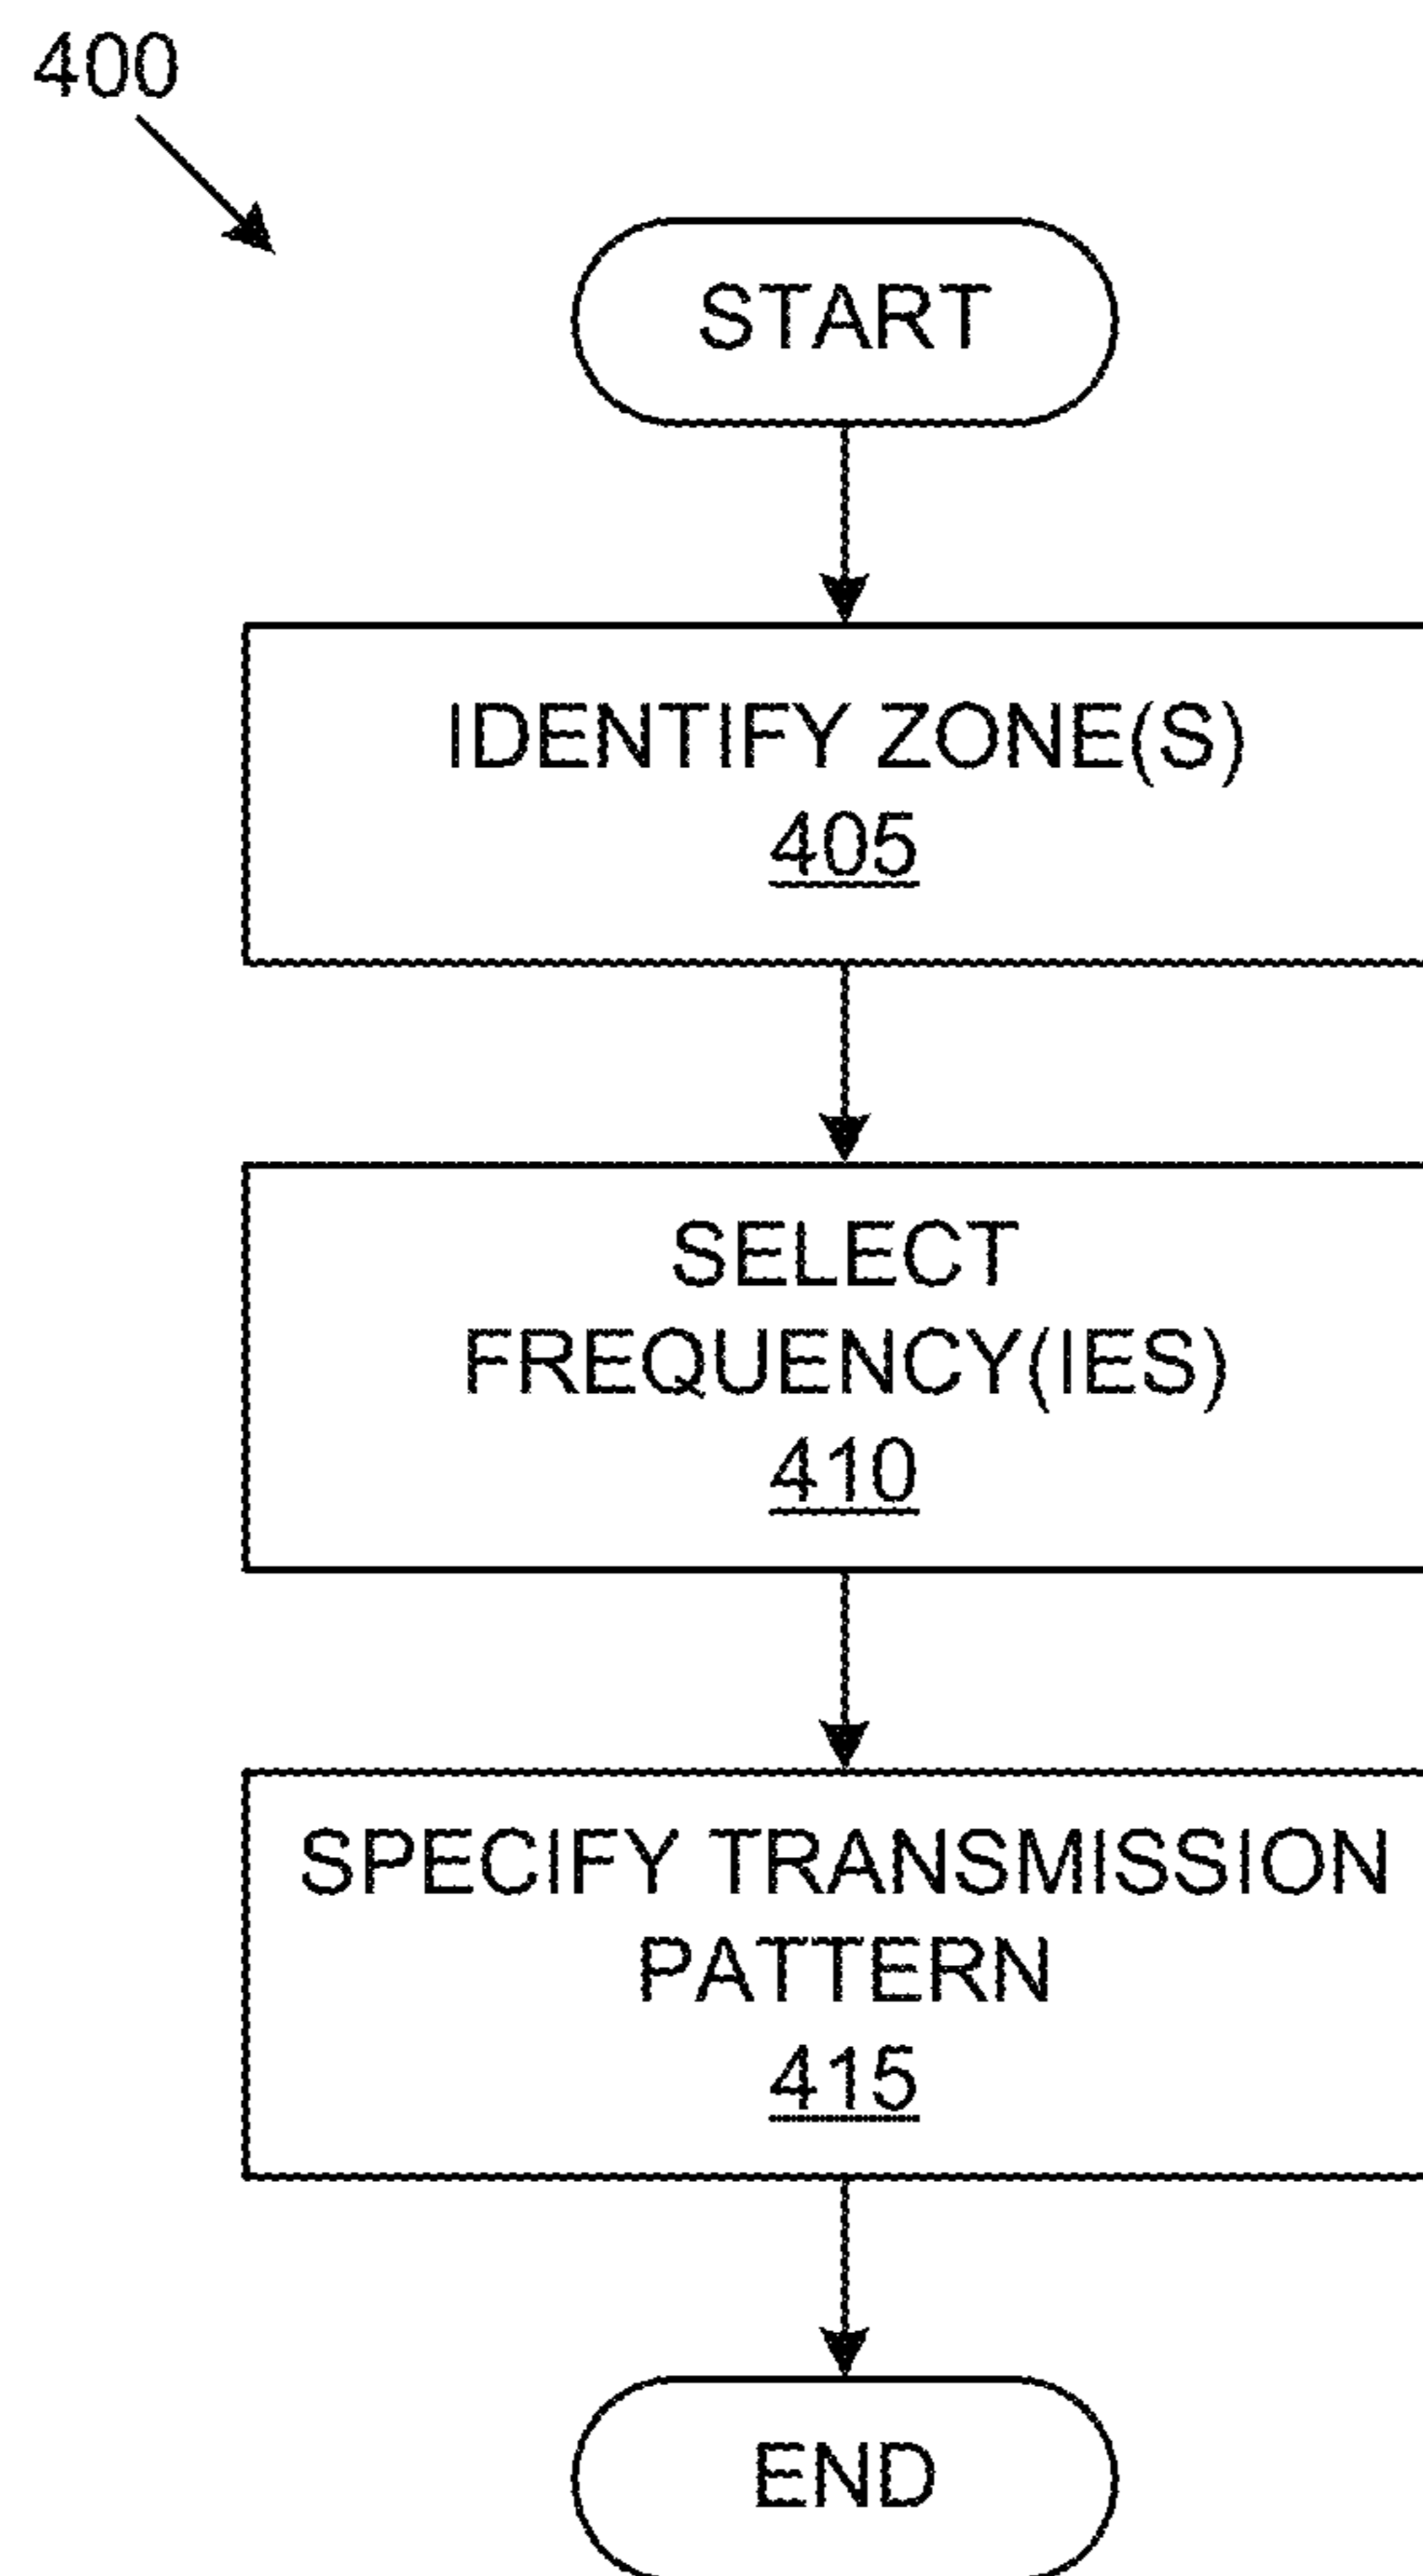 400
START
IDENTIFY ZONE(S)
405
SELECT
FREQUENCY(IES)
410
SPECIFY TRANSMISSION
PATTERN
415
END